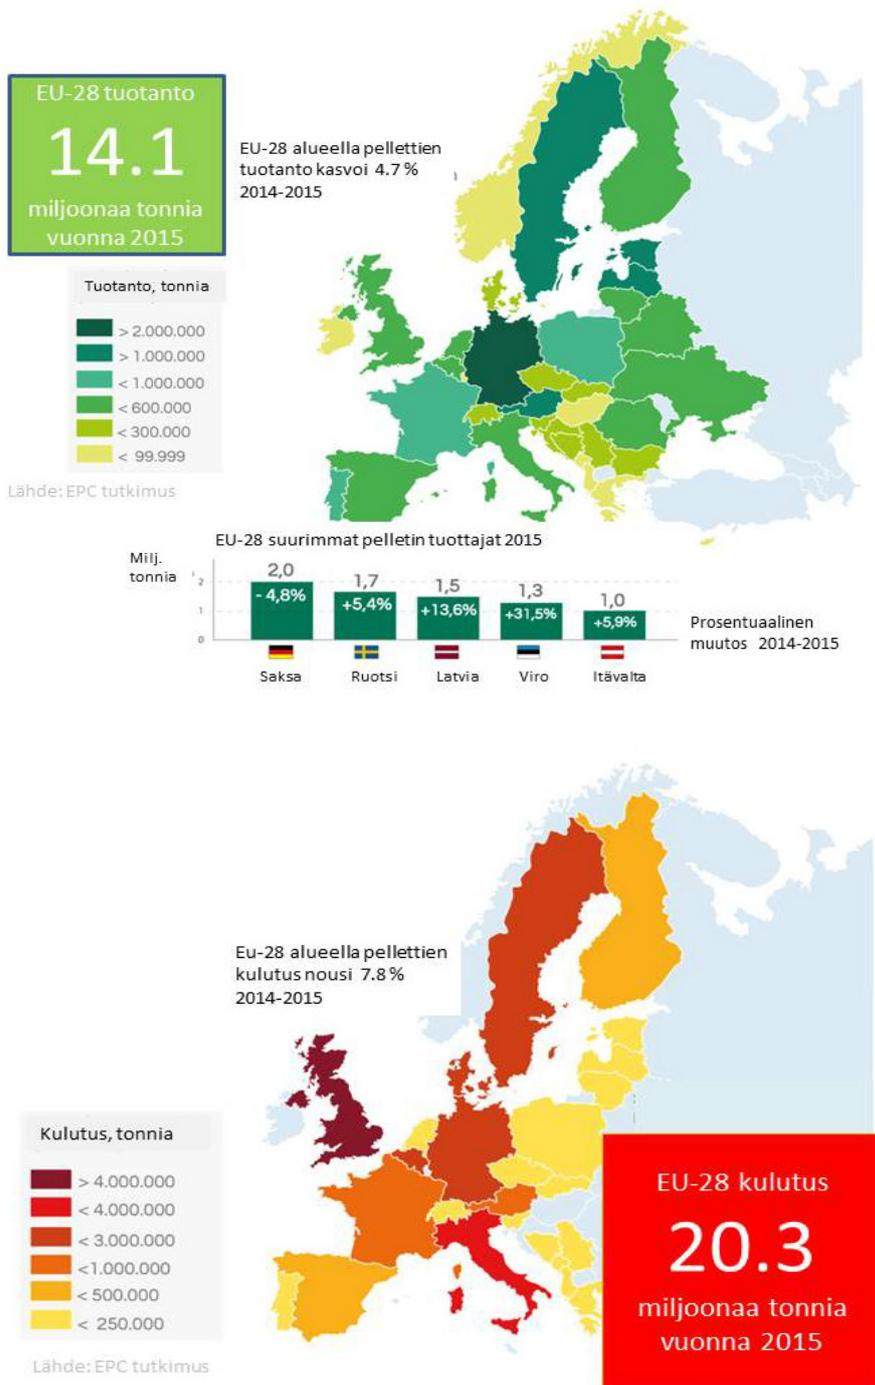 EU-28 tuotanto
14.1
miljoonaa tonnia
vuonna 2015
EU-28 alueella pellettien
tuotanto kasvoi 4.7 %
2014-2015
Tuotanto, tonnia
> 2.000.000
> 1.000.000
< 1.000.000
< 600.000
< 300.000
< 99.999
Lähde: EPC tutkimus
EU-28 suurimmat pelletin tuottajat 2015
Milj.
tonnia
2
1
0
2,0
1,7
1,5
1,3
1,0
- 4,8%
+5,4%
+13,6%
+31,5%
+5,9%
Prosentuaalinen
muutos 2014-2015
Saksa
Ruotsi
Latvia
Viro
Itävalta
Eu-28 alueella pellettien
kulutus nousi 7.8 %
2014-2015
Kulutus, tonnia
> 4.000.000
< 4.000.000
< 3.000.000
<1.000.000
< 500.000
< 250.000
Lähde: EPC tutkimus
EU-28 kulutus
20.3
miljoonaa tonnia
vuonna 2015